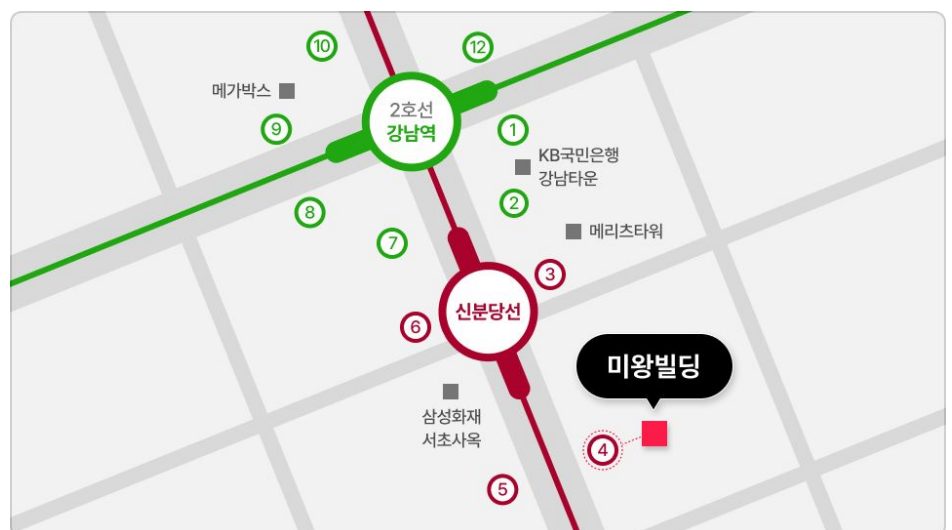 10
12
메가박스
2호선
강남역
9
1
KB국민은행
강남타운
8
2
7
메리츠타워
3
신분당선
6
미왕빌딩
삼성화재
서초사옥
4
5